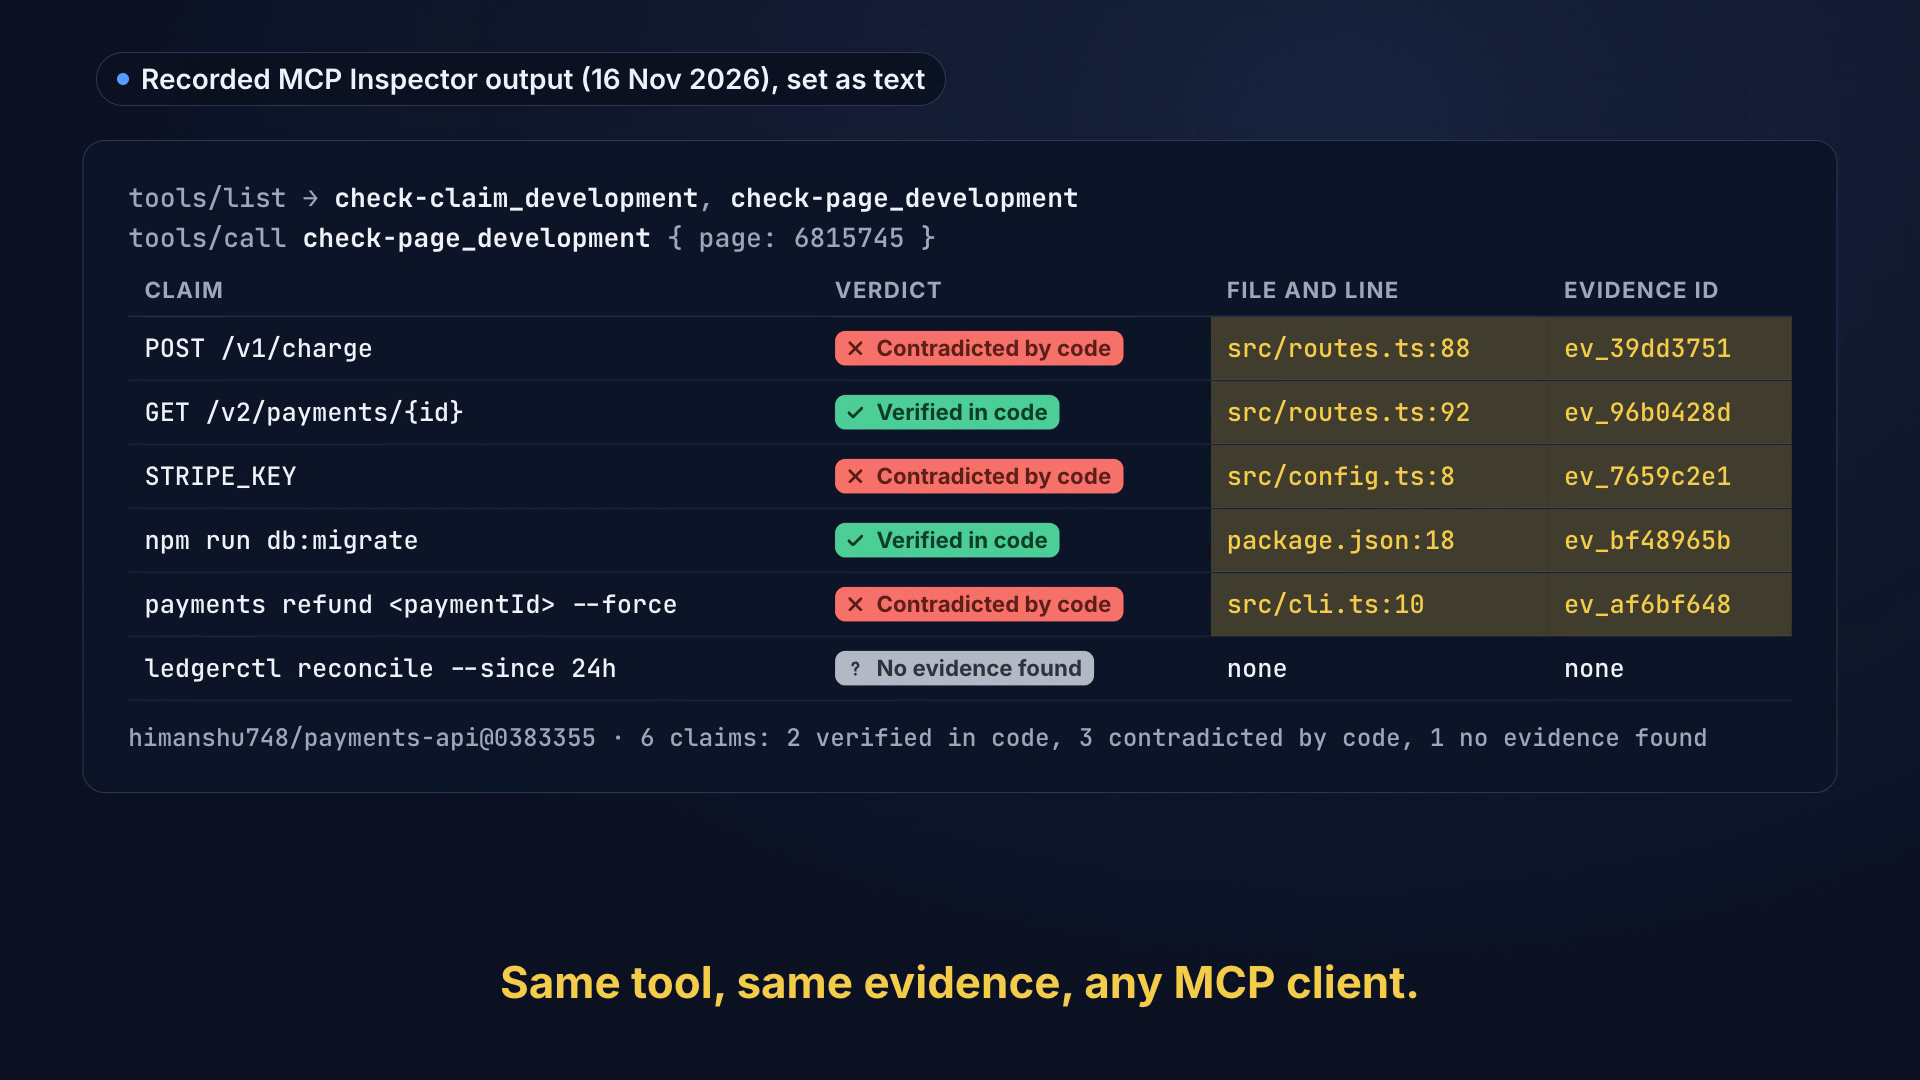 Recorded MCP Inspector output (16 Nov 2026), set as text
tools/list → check-claim_development, check-page_development
tools/call check-page_development { page: 6815745 }
CLAIM VERDICT FILE AND LINE EVIDENCE ID
POST /v1/charge ✕ Contradicted by code src/routes.ts:88 ev_39dd3751
GET /v2/payments/{id} ✓ Verified in code src/routes.ts:92 ev_96b0428d
STRIPE_KEY ✕ Contradicted by code src/config.ts:8 ev_7659c2e1
npm run db:migrate ✓ Verified in code package.json:18 ev_bf48965b
payments refund <paymentId> --force ✕ Contradicted by code src/cli.ts:10 ev_af6bf648
ledgerctl reconcile --since 24h ? No evidence found none none
himanshu748/payments-api@0383355 · 6 claims: 2 verified in code, 3 contradicted by code, 1 no evidence found
Same tool, same evidence, any MCP client.